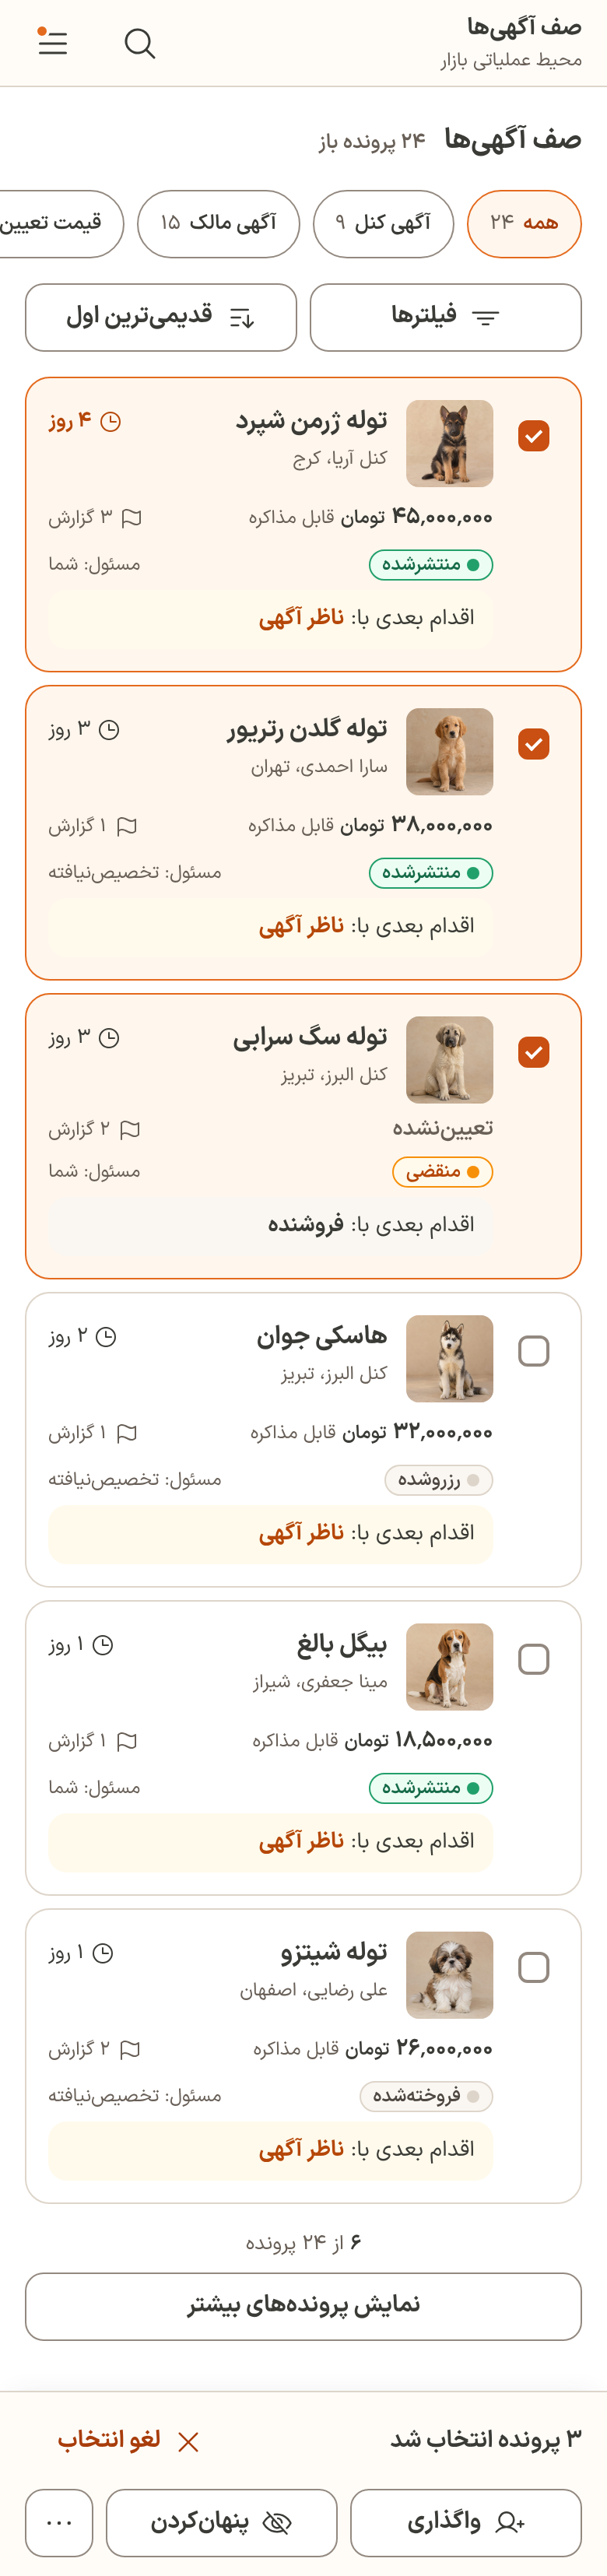 صف آگهی‌ها
محیط عملیاتی بازار
صف آگهی‌ها ۲۴ پرونده باز
همه ۲۴
آگهی کنل ۹
آگهی مالک ۱۵
قیمت تعیین
فیلترها
قدیمی‌ترین اول
توله ژرمن شپرد
۴ روز
کنل آریا، کرج
۴۵٬۰۰۰٬۰۰۰ تومان قابل مذاکره
۳ گزارش
منتشرشده
مسئول: شما
اقدام بعدی با: ناظر آگهی
توله گلدن رتریور
۳ روز
سارا احمدی، تهران
۳۸٬۰۰۰٬۰۰۰ تومان قابل مذاکره
۱ گزارش
منتشرشده
مسئول: تخصیص‌نیافته
اقدام بعدی با: ناظر آگهی
توله سگ سرابی
۳ روز
کنل البرز، تبریز
تعیین‌نشده
۲ گزارش
منقضی
مسئول: شما
اقدام بعدی با: فروشنده
هاسکی جوان
۲ روز
کنل البرز، تبریز
۳۲٬۰۰۰٬۰۰۰ تومان قابل مذاکره
۱ گزارش
رزروشده
مسئول: تخصیص‌نیافته
اقدام بعدی با: ناظر آگهی
بیگل بالغ
۱ روز
مینا جعفری، شیراز
۱۸٬۵۰۰٬۰۰۰ تومان قابل مذاکره
۱ گزارش
منتشرشده
مسئول: شما
اقدام بعدی با: ناظر آگهی
توله شیتزو
۱ روز
علی رضایی، اصفهان
۲۶٬۰۰۰٬۰۰۰ تومان قابل مذاکره
۲ گزارش
فروخته‌شده
مسئول: تخصیص‌نیافته
اقدام بعدی با: ناظر آگهی
۶ از ۲۴ پرونده
نمایش پرونده‌های بیشتر
۳ پرونده انتخاب شد
لغو انتخاب
واگذاری
پنهان‌کردن